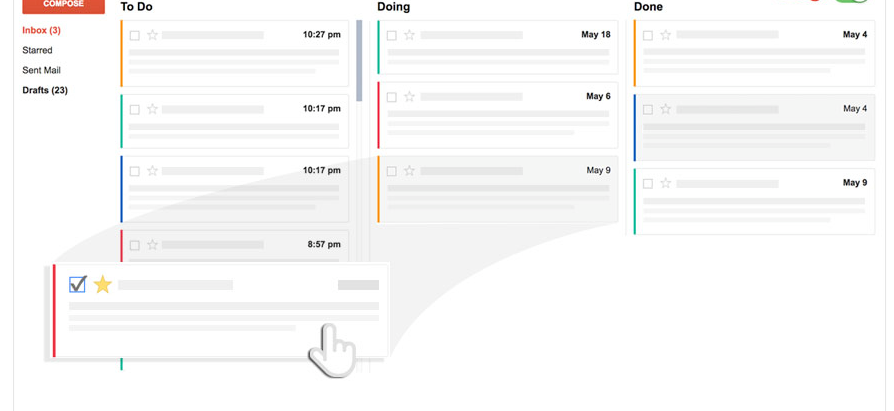 COMPOSE
Inbox (3)
Starred
Sent Mail
Drafts (23)
To Do
10:27 pm
10:17 pm
10:17 pm
8:57 pm
Doing
May 18
May 6
May 9
Done
May 4
May 4
May 9